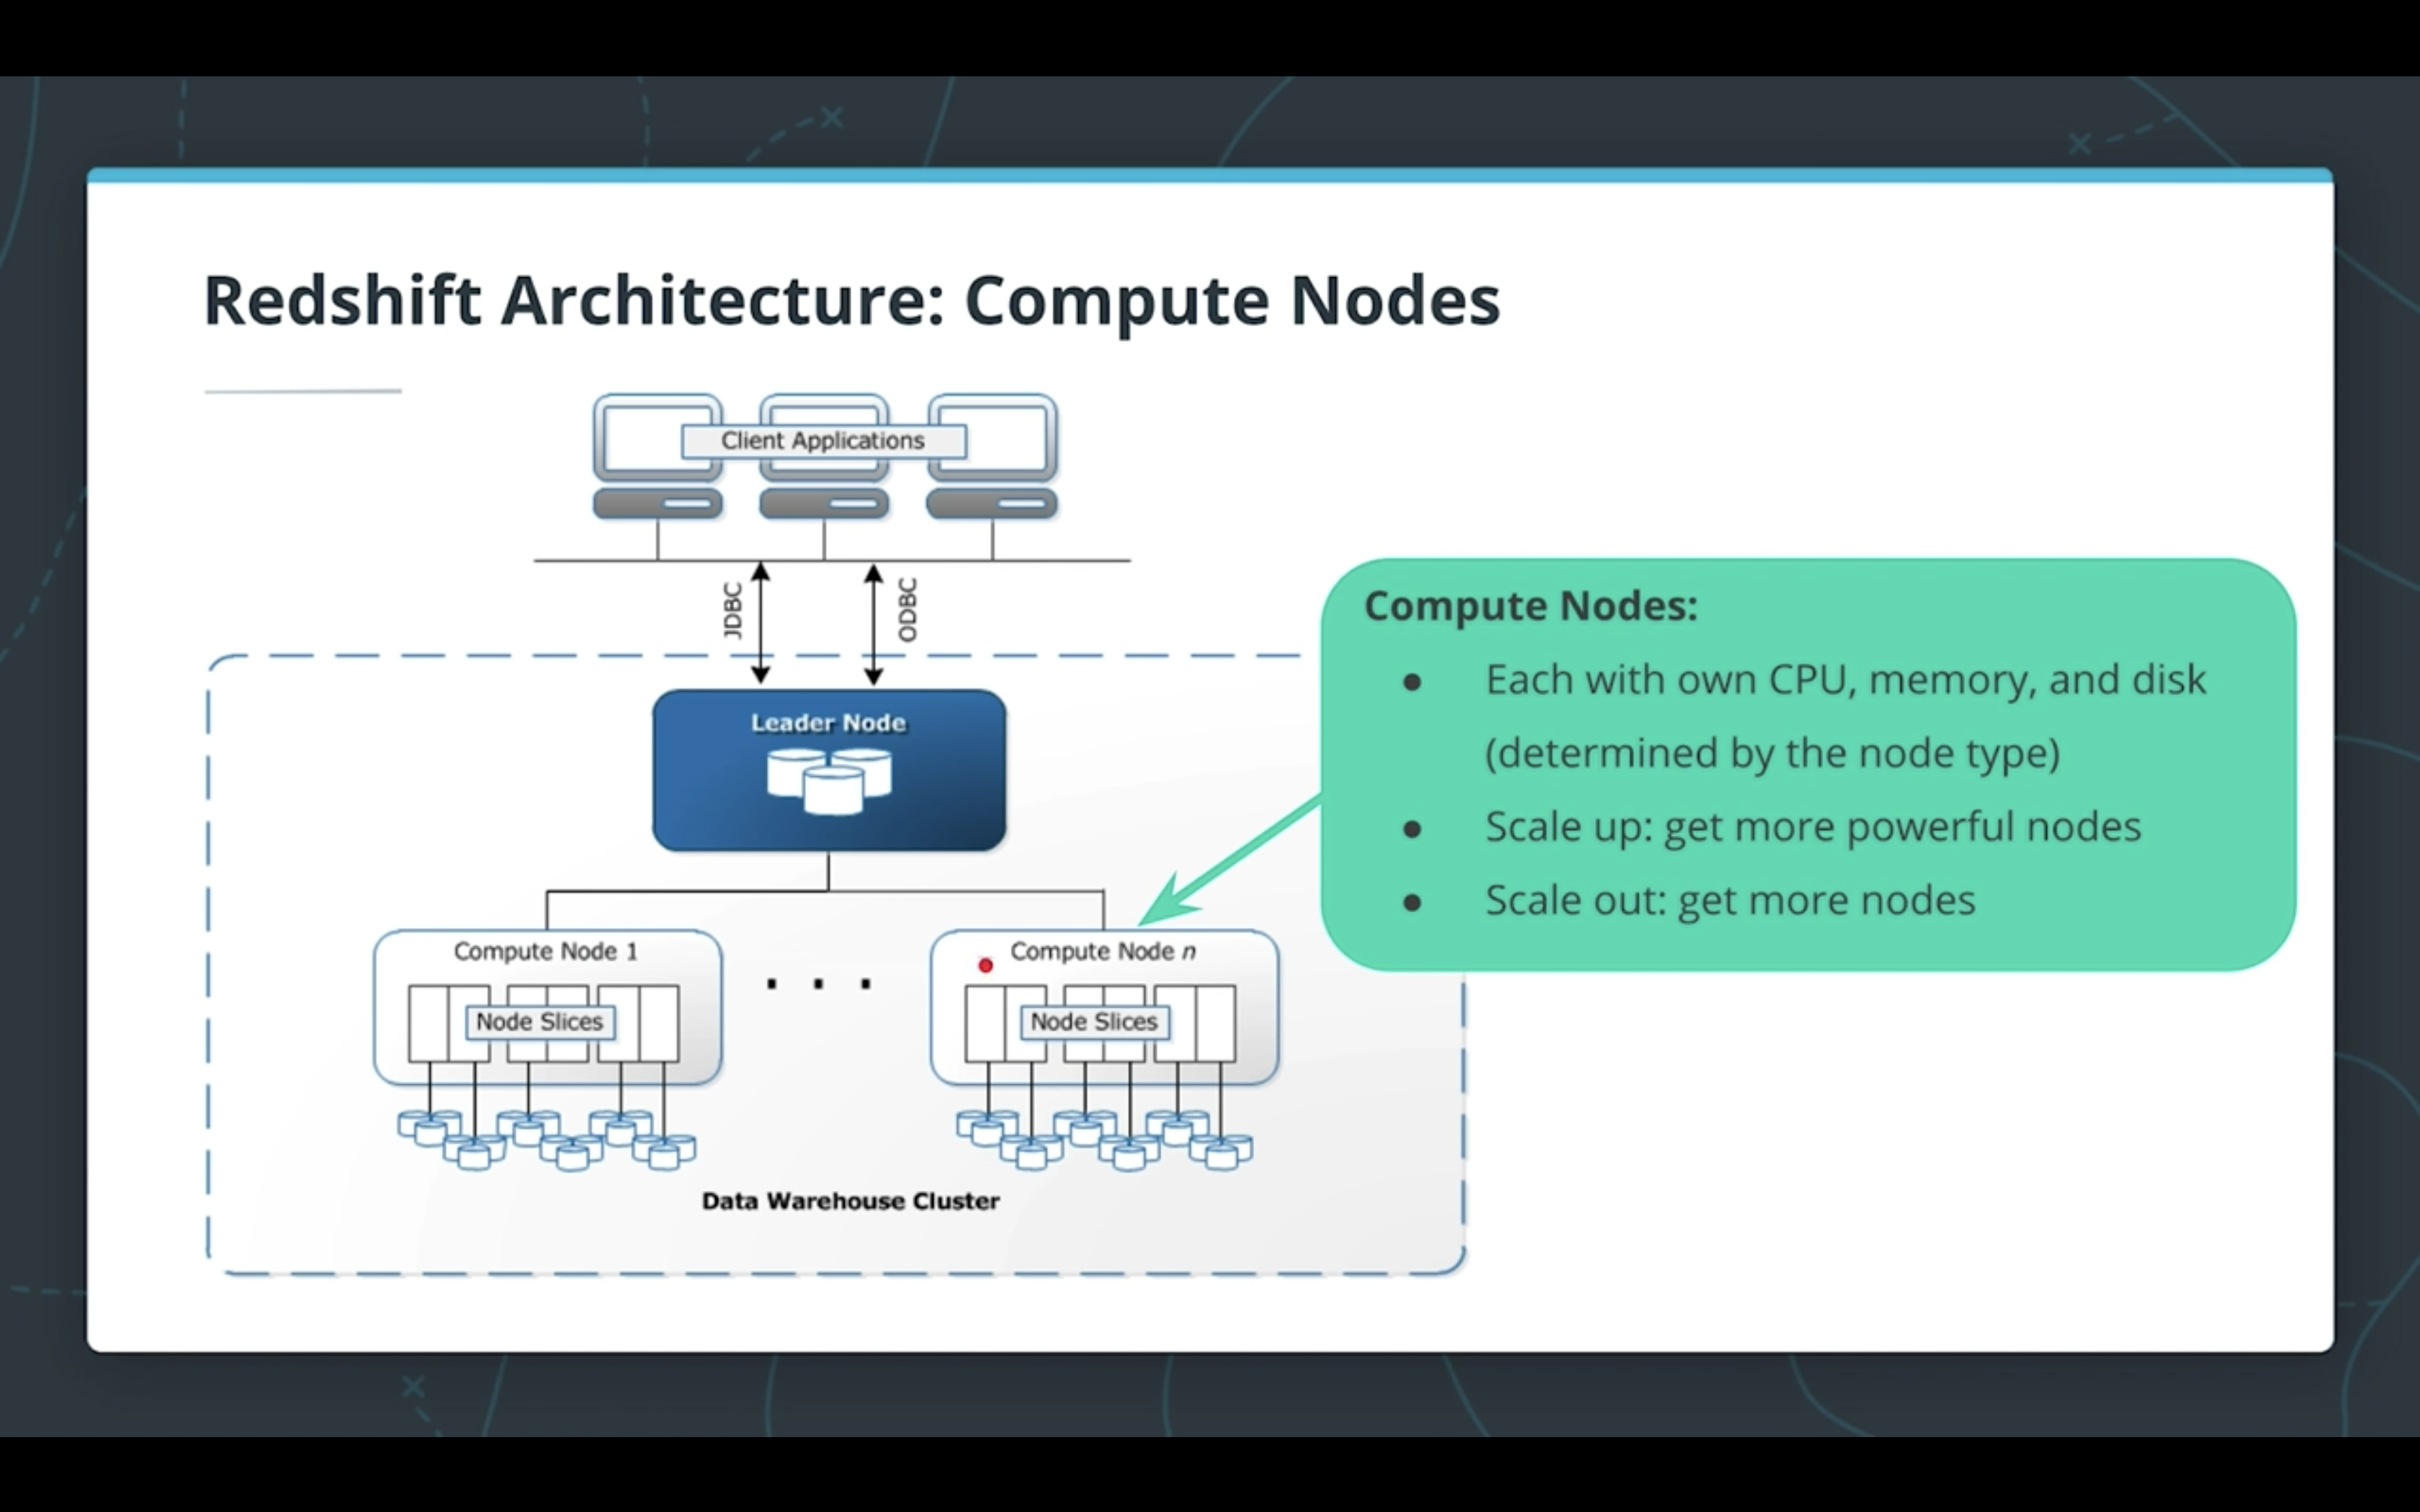 Redshift Architecture: Compute Nodes
Client Applications
JDBC
ODBC
Leader Node
Compute Nodes:
● Each with own CPU, memory, and disk
(determined by the node type)
● Scale up: get more powerful nodes
● Scale out: get more nodes
Compute Node 1
. . .
Compute Node n
Node Slices
Node Slices
Data Warehouse Cluster